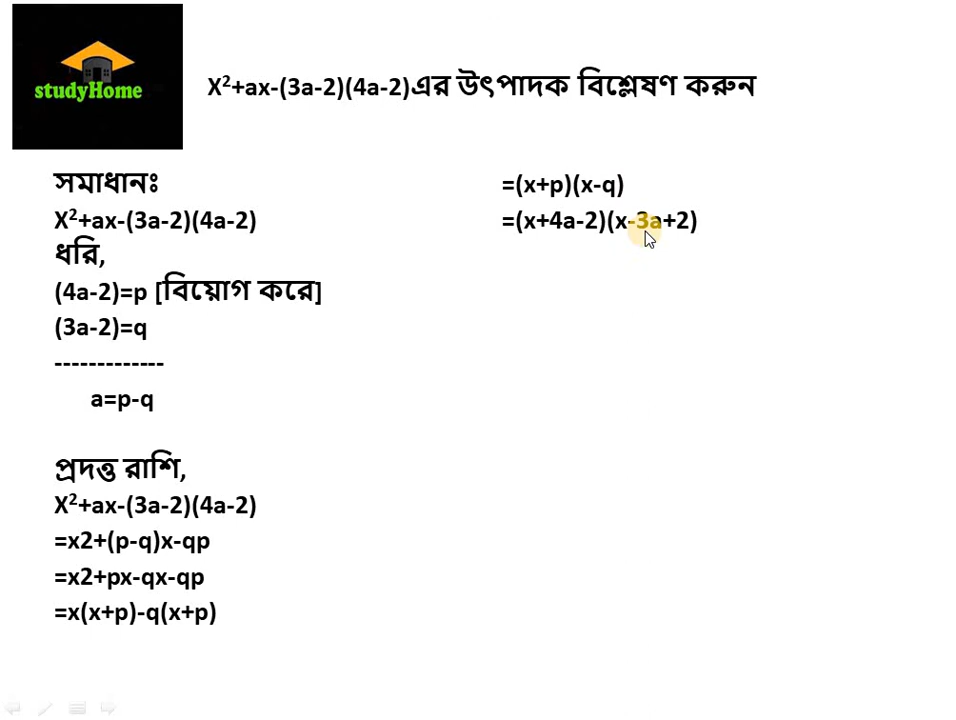 studyHome
X²+ax-(3a-2)(4a-2)এর উৎপাদক বিশ্লেষণ করুন
সমাধানঃ
X²+ax-(3a-2)(4a-2)
ধরি,
(4a-2)=p [বিয়োগ করে]
(3a-2)=q
-------------
a=p-q
প্রদত্ত রাশি,
X²+ax-(3a-2)(4a-2)
=x2+(p-q)x-qp
=x2+px-qx-qp
=x(x+p)-q(x+p)
=(x+p)(x-q)
=(x+4a-2)(x-3a+2)